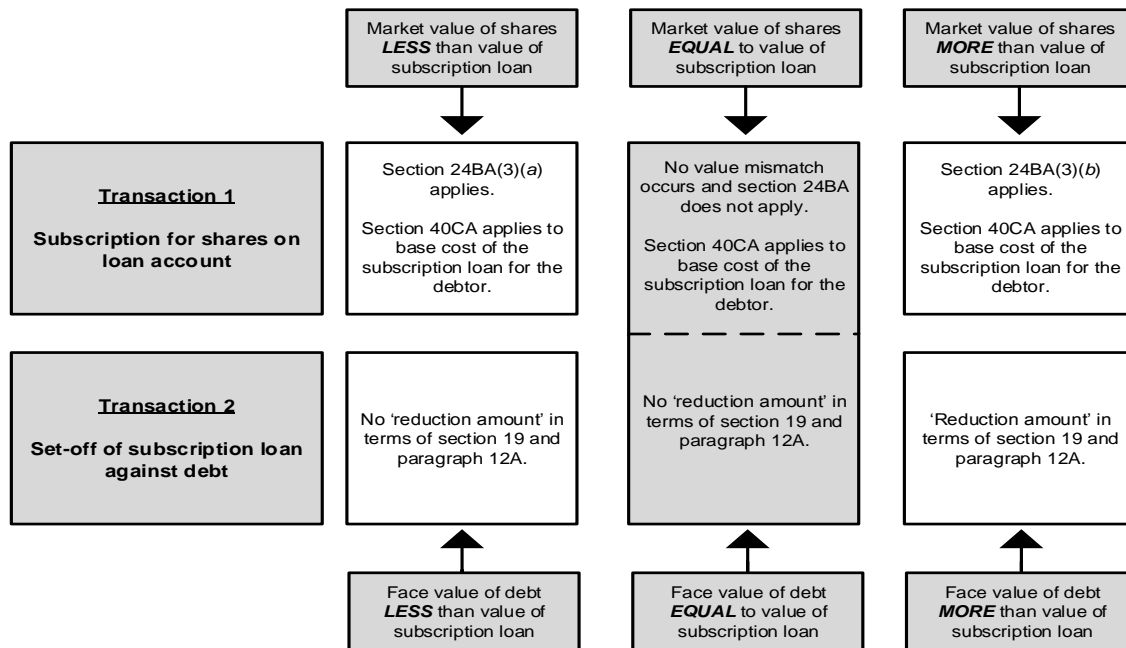 Market value of shares
LESS than value of
subscription loan
Market value of shares
EQUAL to value of
subscription loan
Market value of shares
MORE than value of
subscription loan
Transaction 1
Subscription for shares on
loan account
Section 24BA(3)(a)
applies.
Section 40CA applies to
base cost of the
subscription loan for the
debtor.
No value mismatch
occurs and section 24BA
does not apply.
Section 40CA applies to
base cost of the
subscription loan for the
debtor.
Section 24BA(3)(b)
applies.
Section 40CA applies to
base cost of the
subscription loan for the
debtor.
Transaction 2
Set-off of subscription loan
against debt
No ‘reduction amount’ in
terms of section 19 and
paragraph 12A.
No ‘reduction amount’ in
terms of section 19 and
paragraph 12A.
‘Reduction amount’ in
terms of section 19 and
paragraph 12A.
Face value of debt
LESS than value of
subscription loan
Face value of debt
EQUAL to value of
subscription loan
Face value of debt
MORE than value of
subscription loan